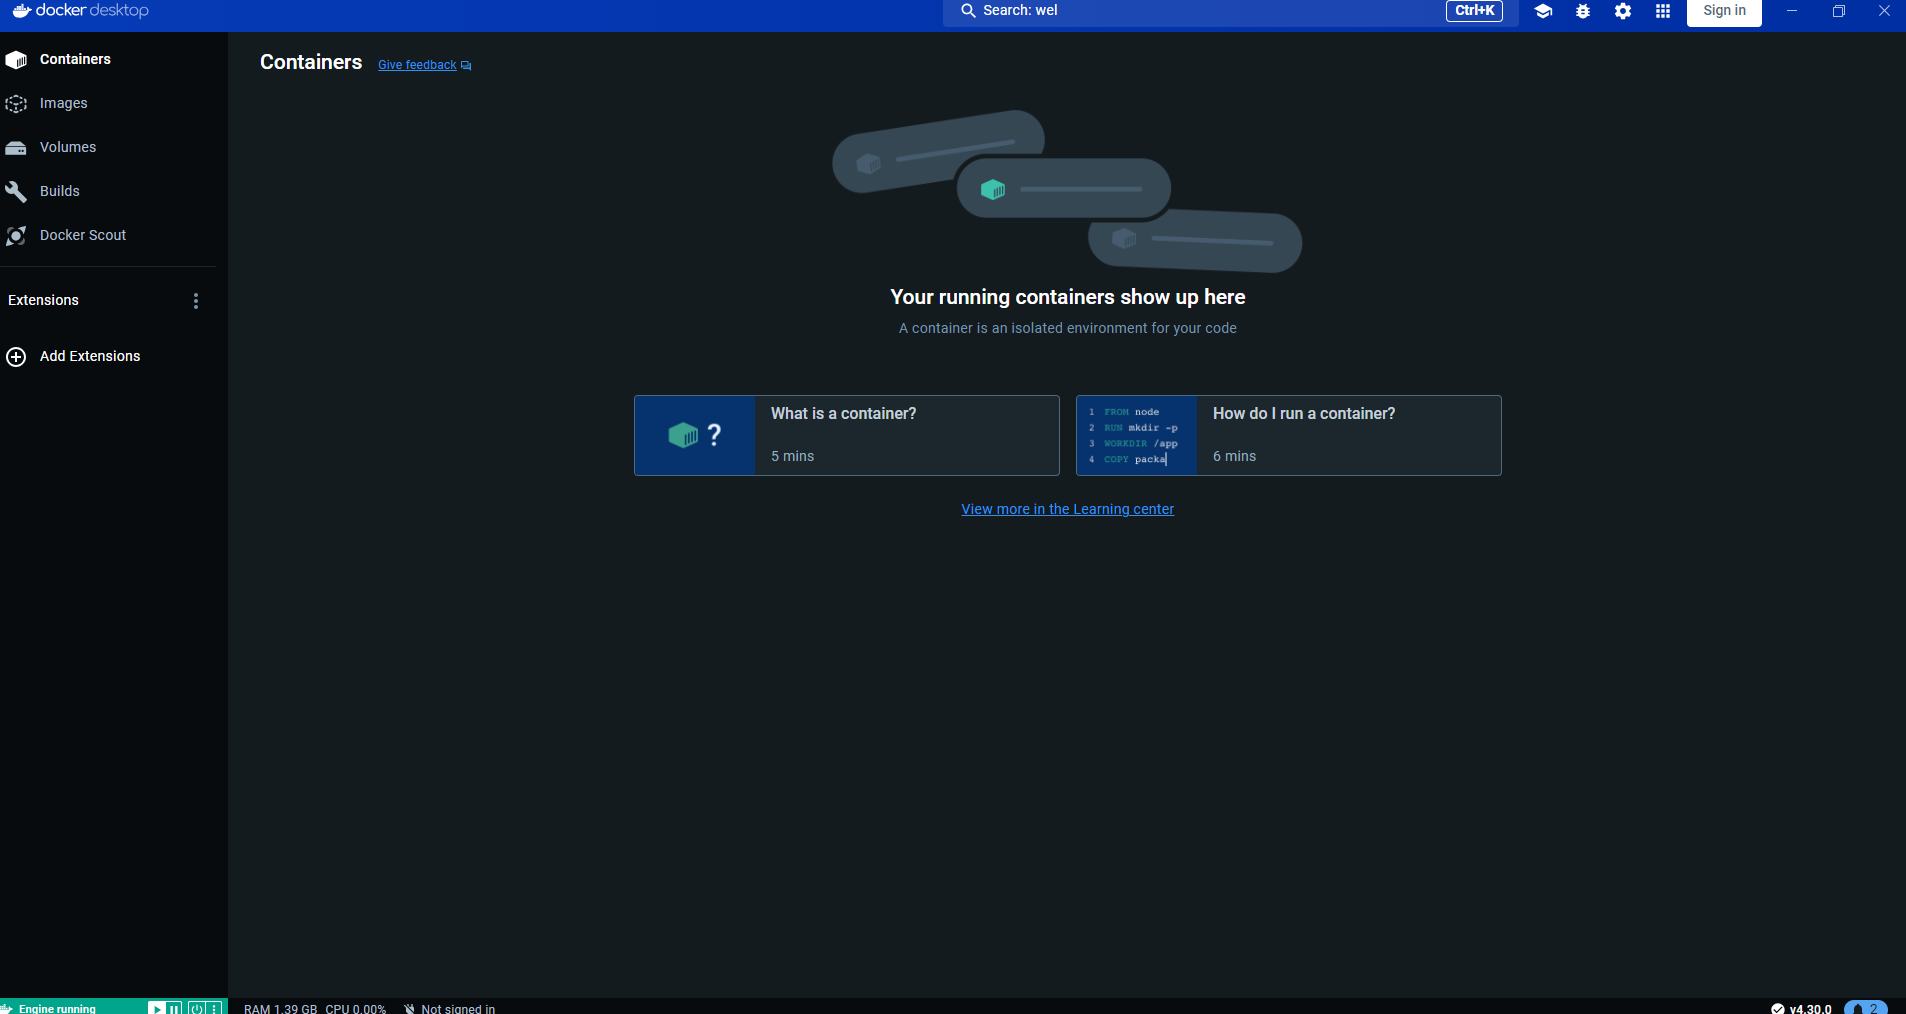 docker desktop
Search: wel
Ctrl+K
Sign in
Containers
Images
Volumes
Builds
Docker Scout
Extensions
Add Extensions
Containers
Give feedback
Your running containers show up here
A container is an isolated environment for your code
?
What is a container?
5 mins
1 FROM node
2 RUN mkdir -p
3 WORKDIR /app
4 COPY packa
How do I run a container?
6 mins
View more in the Learning center
Engine running
RAM 1.39 GB CPU 0.00%
Not signed in
v4.30.0
2